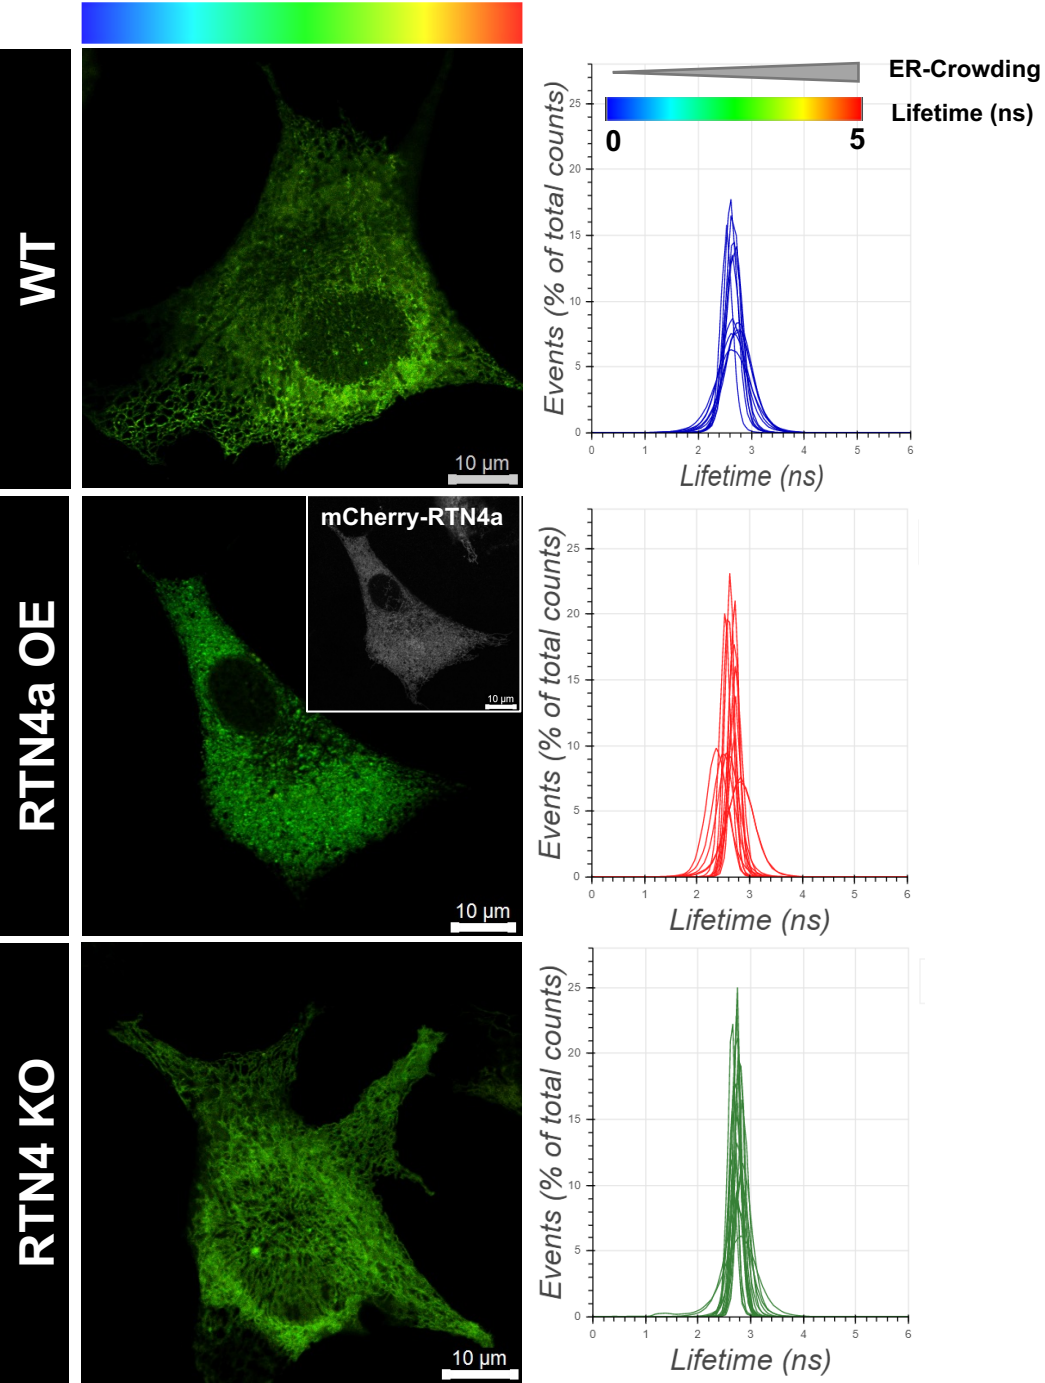 WT
10 µm
ER-Crowding
Lifetime (ns)
0
5
Events (% of total counts)
25
20
15
10
5
0
0 1 2 3 4 5 6
Lifetime (ns)
RTN4a OE
mCherry-RTN4a
10 µm
10 µm
Events (% of total counts)
25
20
15
10
5
0
0 1 2 3 4 5 6
Lifetime (ns)
RTN4 KO
10 µm
Events (% of total counts)
25
20
15
10
5
0
0 1 2 3 4 5 6
Lifetime (ns)